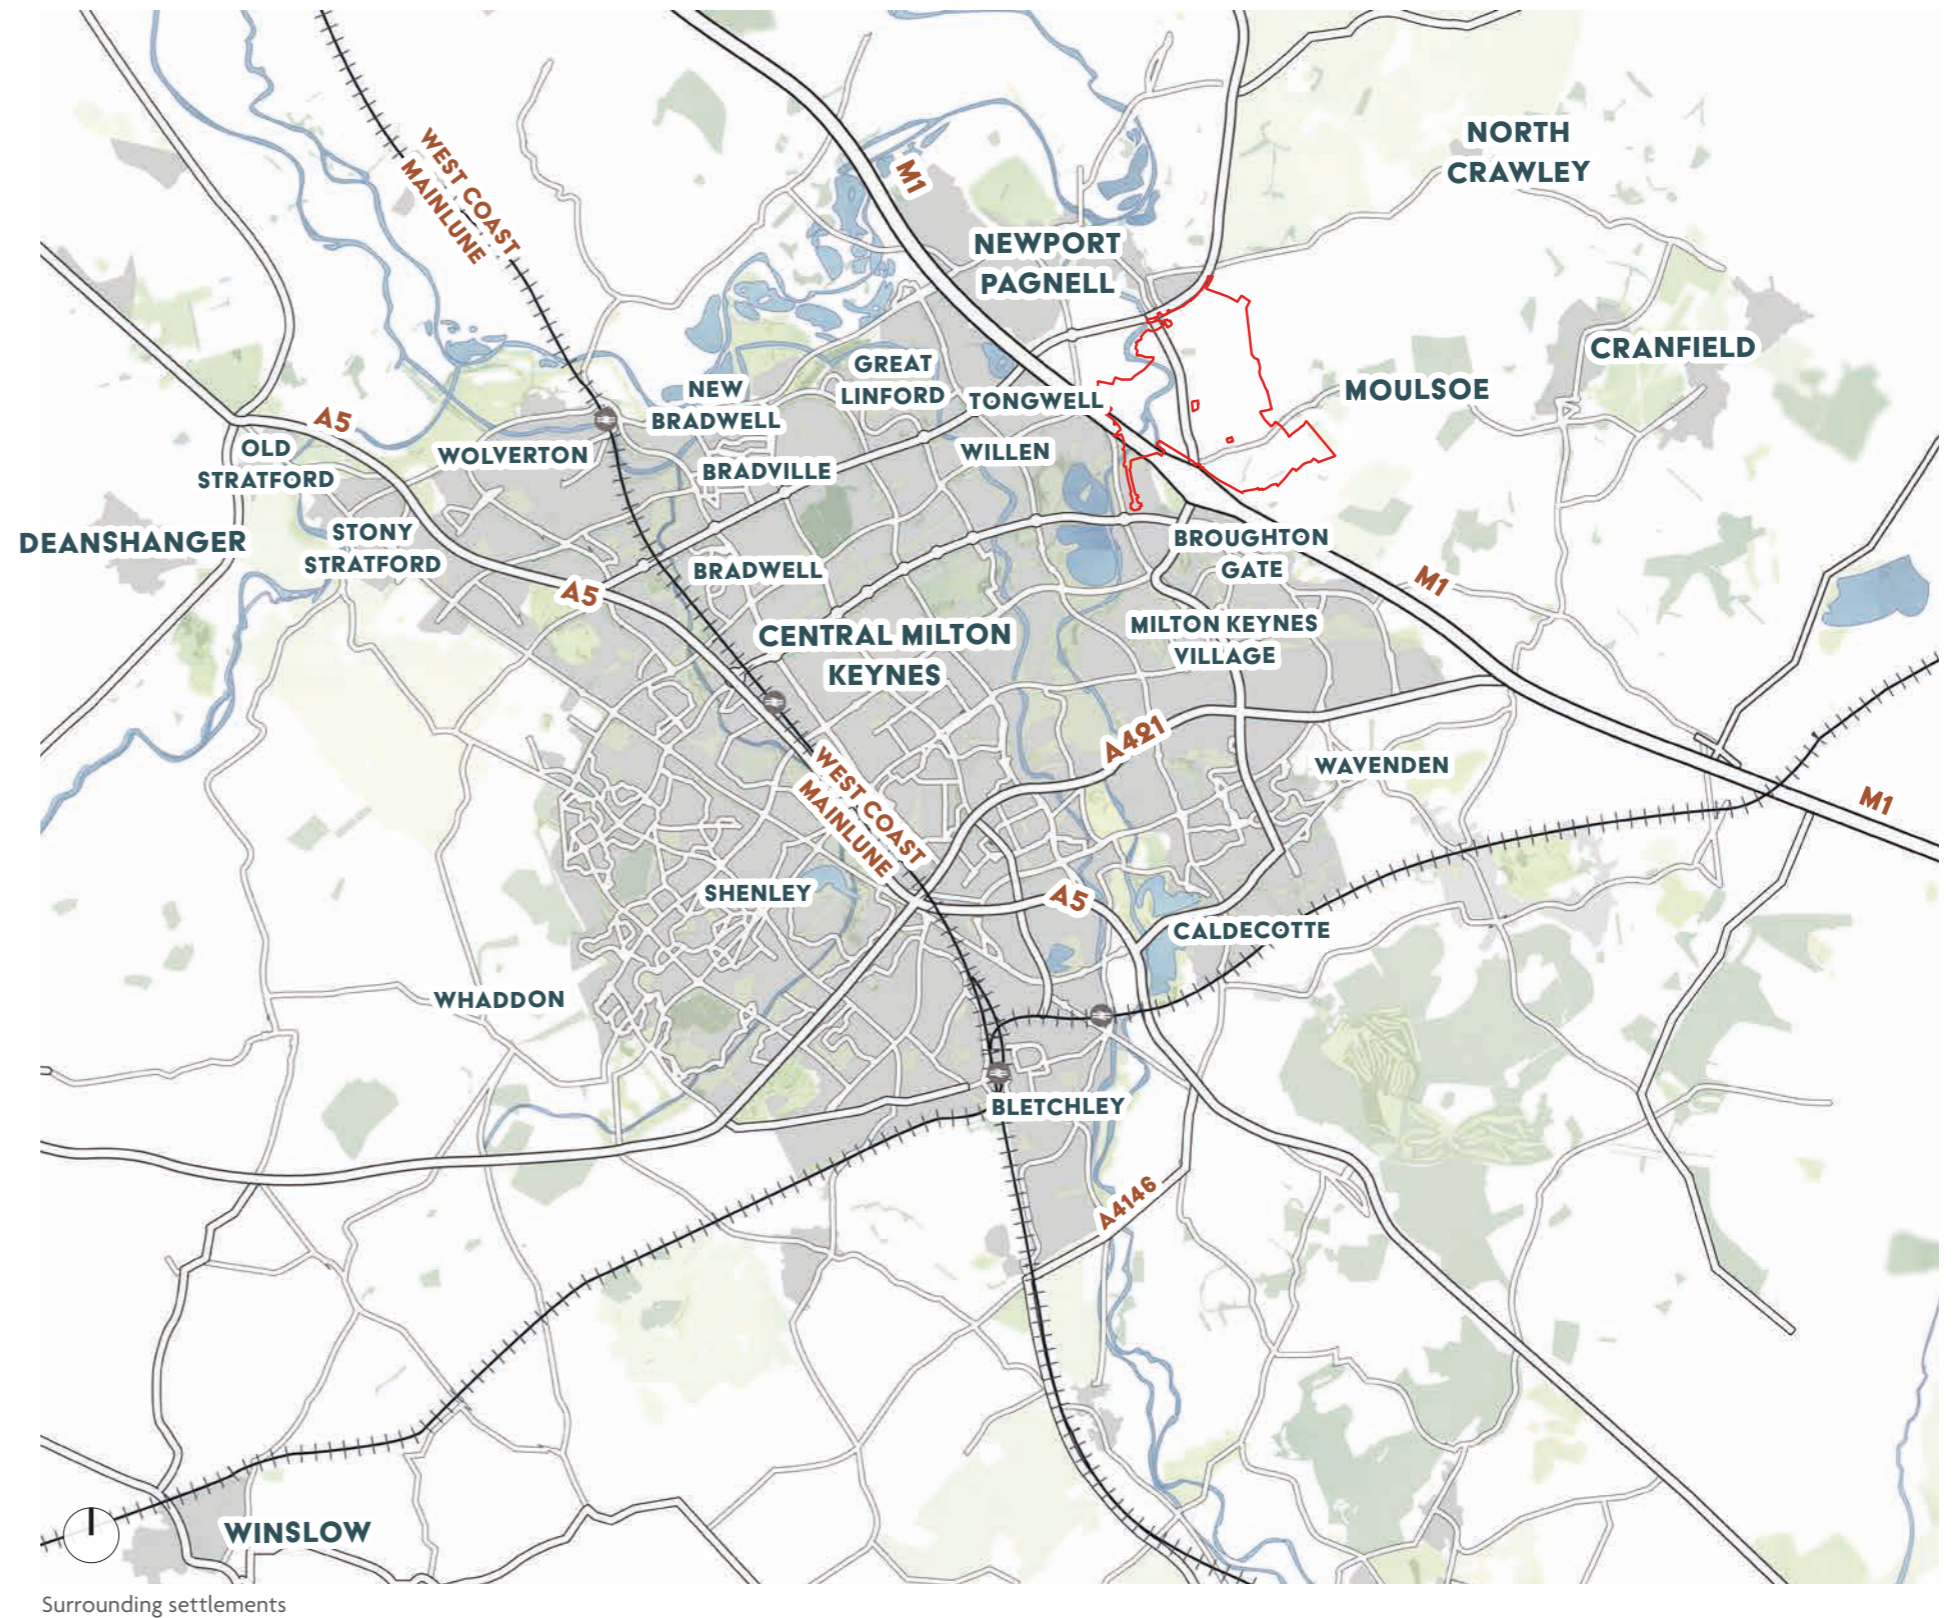 NORTH
CRAWLEY
WEST COAST
MAINLUNE
M1
NEWPORT
PAGNELL
CRANFIELD
MOULSOE
GREAT
LINFORD
NEW
BRADWELL
TONGWELL
A5
OLD
STRATFORD
WOLVERTON
BRADVILLE
WILLEN
DEANSHANGER
STONY
STRATFORD
BROUGHTON
GATE
BRADWELL
A5
M1
CENTRAL MILTON
KEYNES
MILTON KEYNES
VILLAGE
A421
WAVENDEN
WEST COAST
MAINLUNE
M1
SHENLEY
A5
CALDECOTTE
WHADDON
BLETCHLEY
A4146
WINSLOW
Surrounding settlements